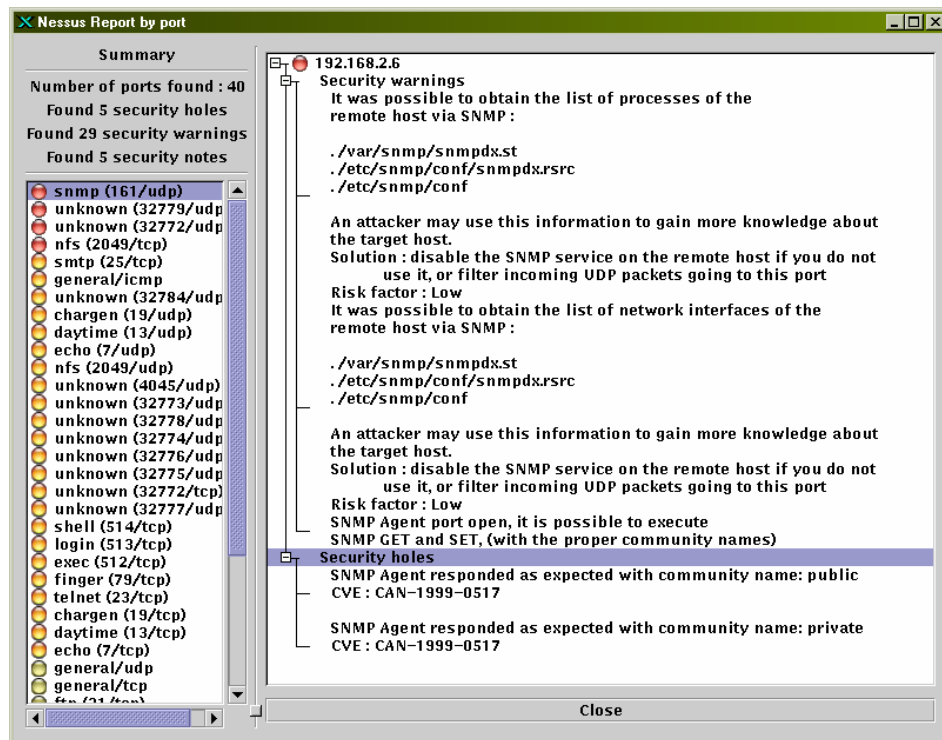 Nessus Report by port
Summary
Number of ports found : 40
Found 5 security holes
Found 29 security warnings
Found 5 security notes
snmp (161/udp)
unknown (32779/udp
unknown (32772/udp
nfs (2049/tcp)
smtp (25/tcp)
general/icmp
unknown (32784/udp
chargen (19/udp)
daytime (13/udp)
echo (7/udp)
nfs (2049/udp)
unknown (4045/udp)
unknown (32773/udp
unknown (32778/udp
unknown (32774/udp
unknown (32776/udp
unknown (32775/udp
unknown (32772/tcp)
unknown (32777/udp
shell (514/tcp)
login (513/tcp)
exec (512/tcp)
finger (79/tcp)
telnet (23/tcp)
chargen (19/tcp)
daytime (13/tcp)
echo (7/tcp)
general/udp
general/tcp
ftp (21/tcp)
192.168.2.6
Security warnings
It was possible to obtain the list of processes of the
remote host via SNMP :
./var/snmp/snmpdx.st
./etc/snmp/conf/snmpdx.rsrc
./etc/snmp/conf
An attacker may use this information to gain more knowledge about
the target host.
Solution : disable the SNMP service on the remote host if you do not
use it, or filter incoming UDP packets going to this port
Risk factor : Low
It was possible to obtain the list of network interfaces of the
remote host via SNMP :
./var/snmp/snmpdx.st
./etc/snmp/conf/snmpdx.rsrc
./etc/snmp/conf
An attacker may use this information to gain more knowledge about
the target host.
Solution : disable the SNMP service on the remote host if you do not
use it, or filter incoming UDP packets going to this port
Risk factor : Low
SNMP Agent port open, it is possible to execute
SNMP GET and SET, (with the proper community names)
Security holes
SNMP Agent responded as expected with community name: public
CVE : CAN-1999-0517
SNMP Agent responded as expected with community name: private
CVE : CAN-1999-0517
Close